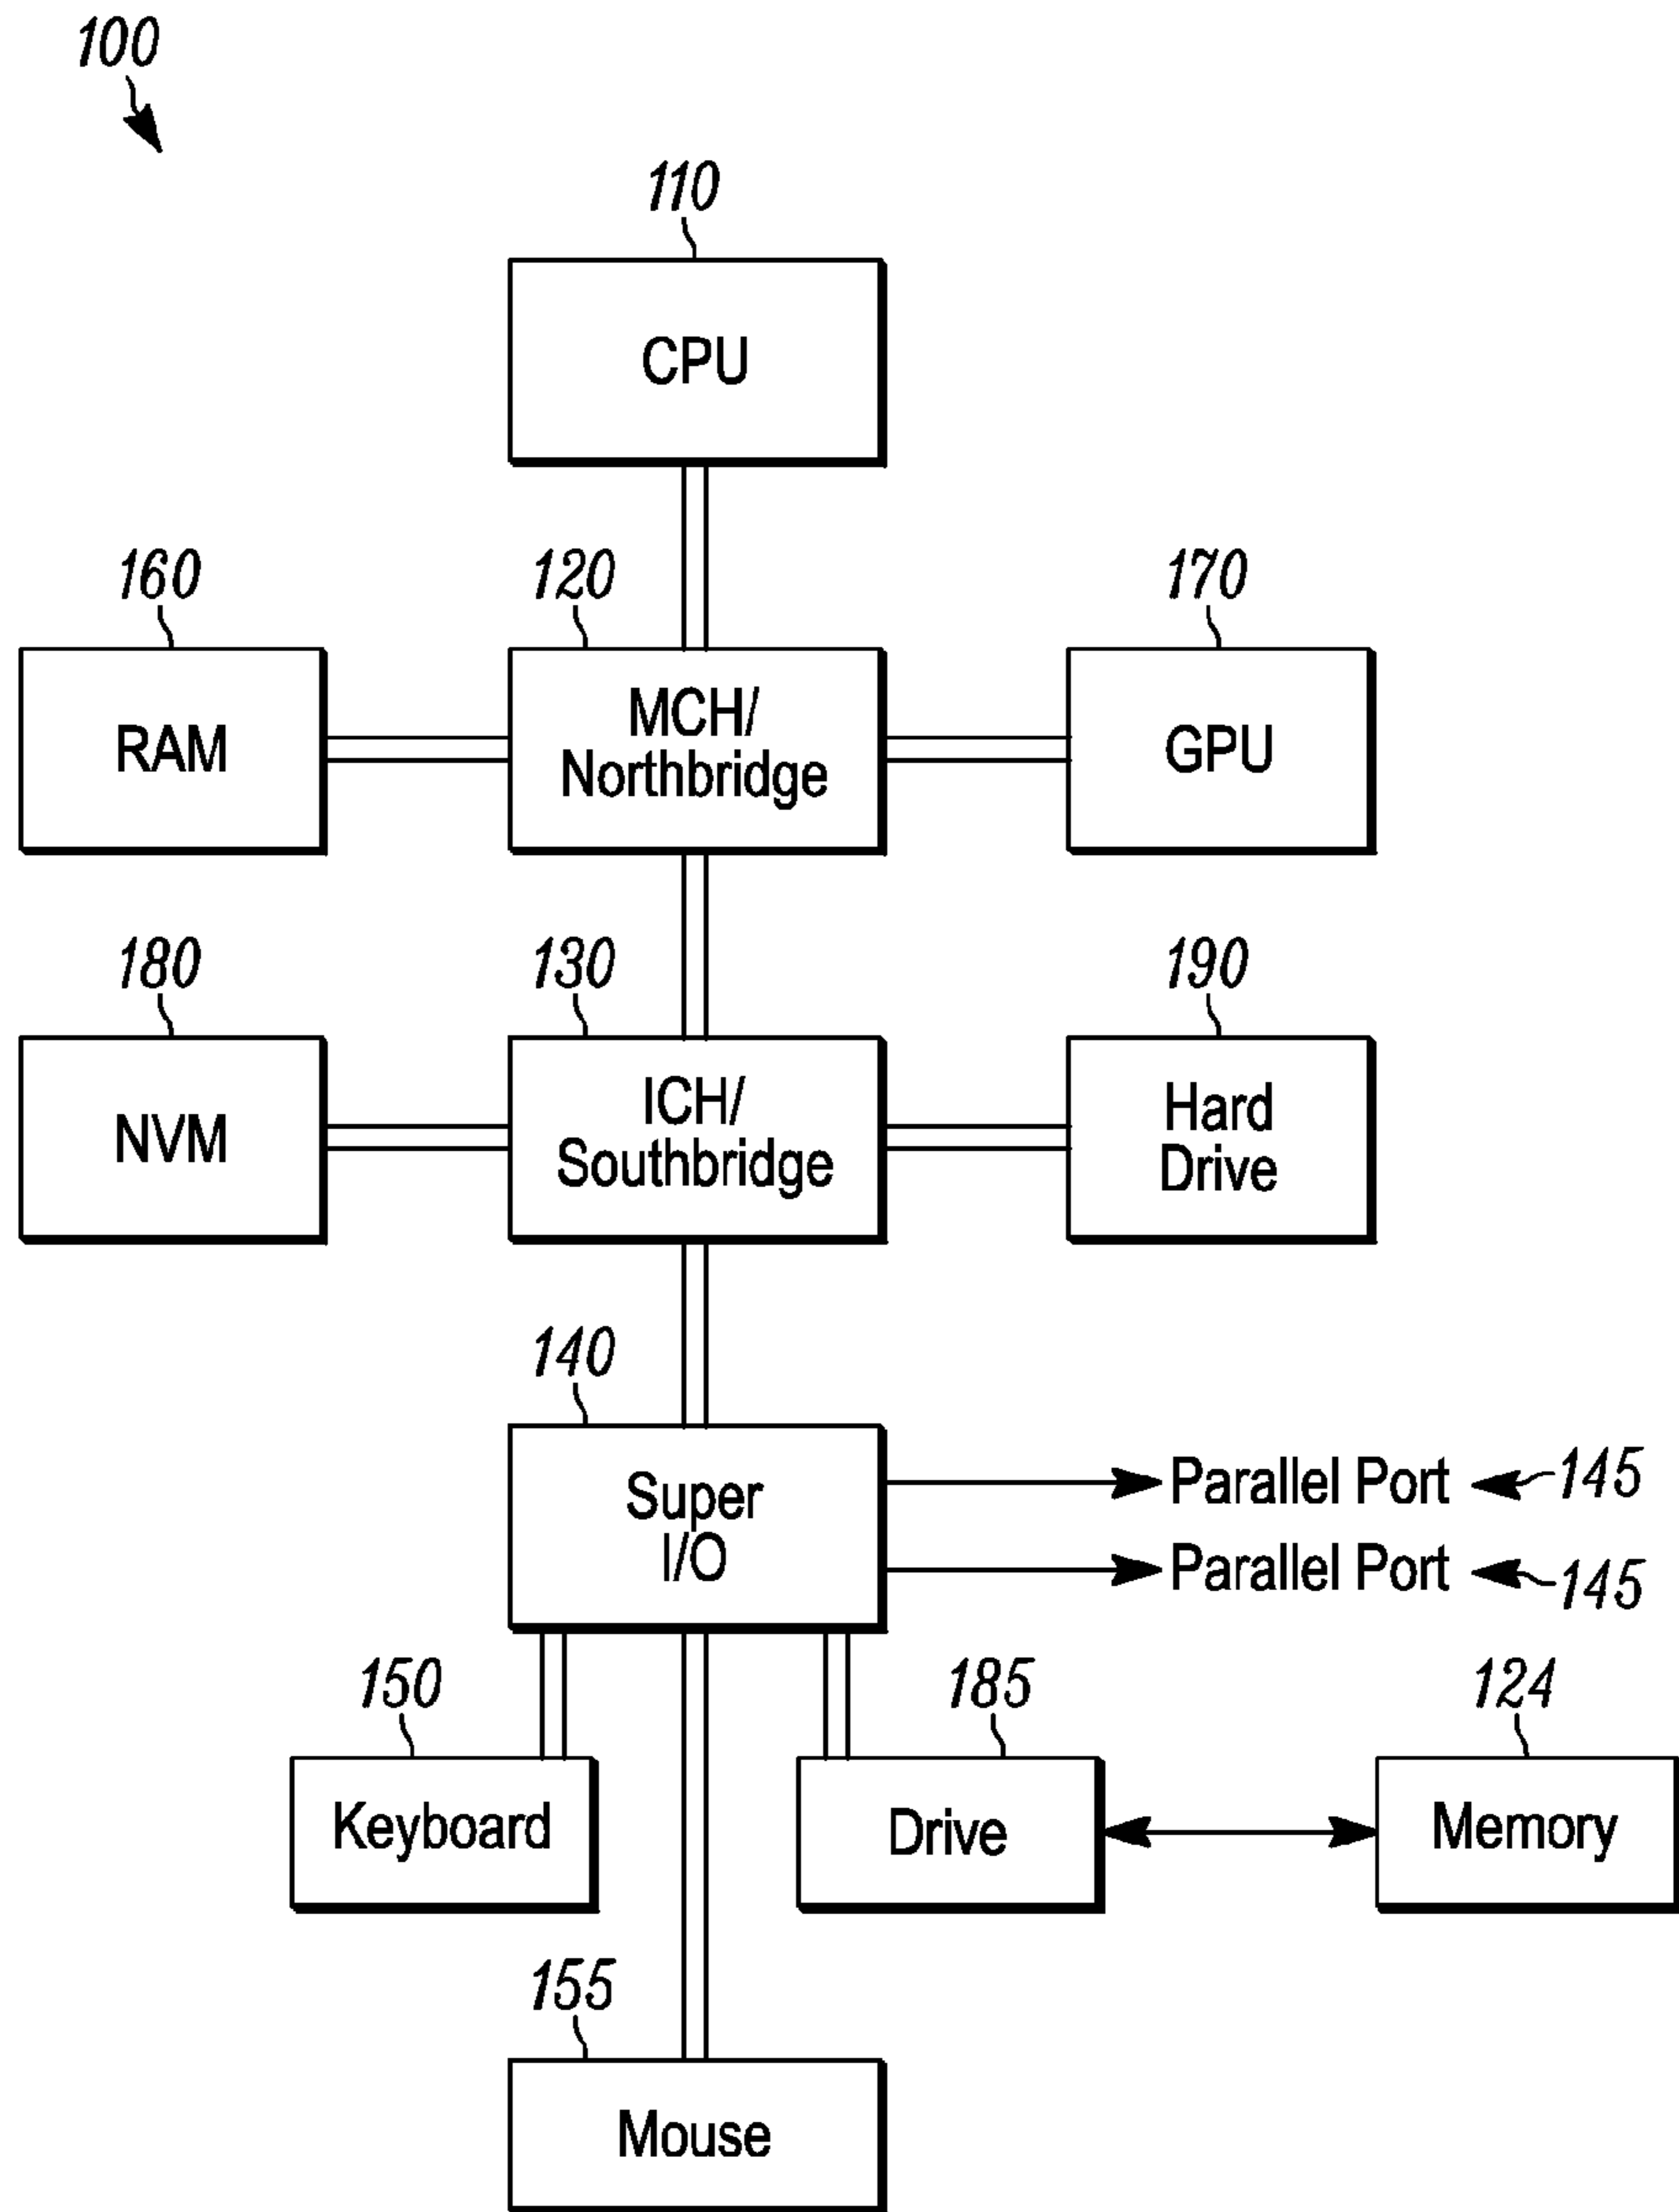 100
110
CPU
160
120
170
RAM
MCH/
Northbridge
GPU
180
130
190
NVM
ICH/
Southbridge
Hard
Drive
140
Super
I/O
Parallel Port
145
Parallel Port
145
150
185
124
Keyboard
Drive
Memory
155
Mouse